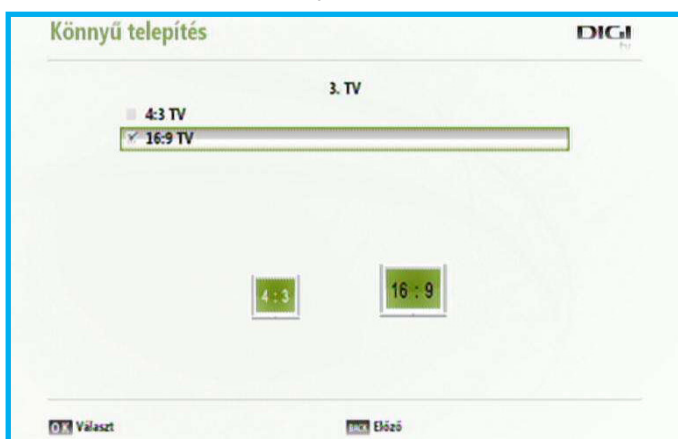 Könnyű telepítés
DIGI
tv
3. TV
4:3 TV
16:9 TV
4 : 3
16 : 9
OK Választ
BACK Előző